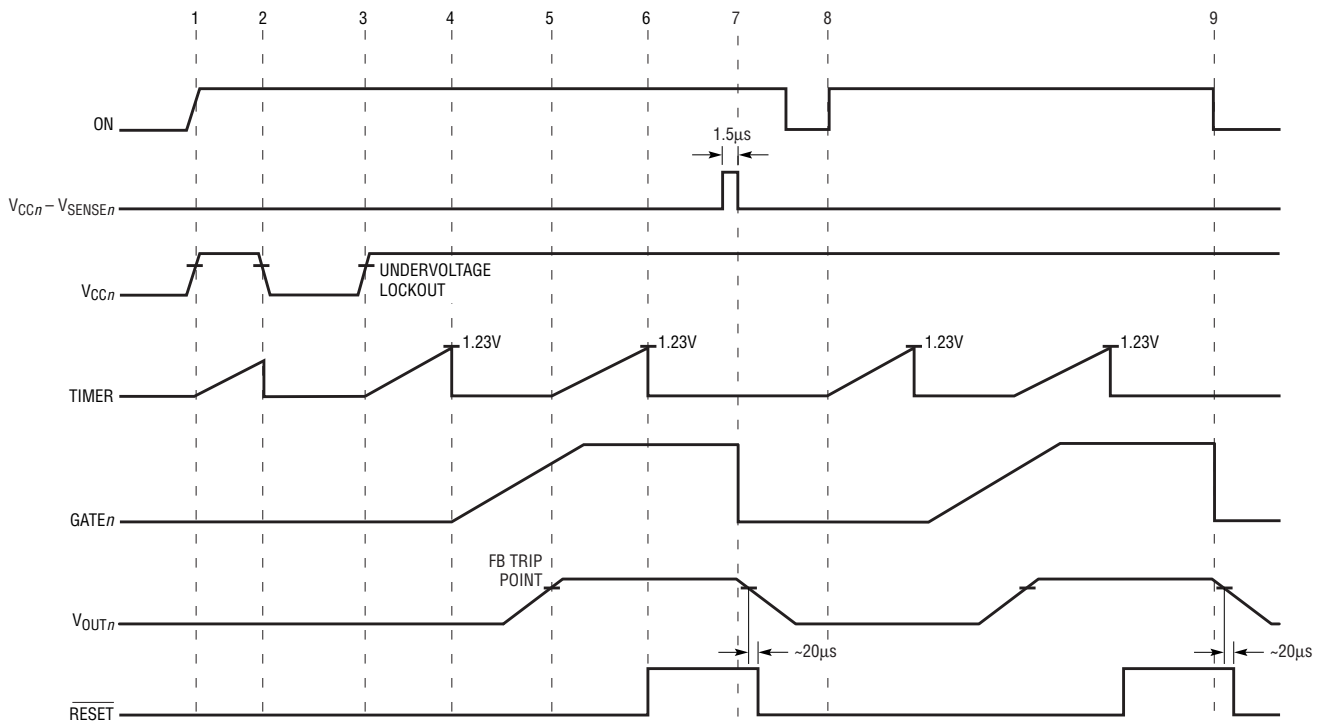 1 2 3 4 5 6 7 8 9
ON
1.5µs
VCCn – VSENSEn
UNDERVOLTAGE
LOCKOUT
VCCn
1.23V 1.23V 1.23V 1.23V
TIMER
GATEn
FB TRIP
POINT
VOUTn
~20µs ~20µs
RESET